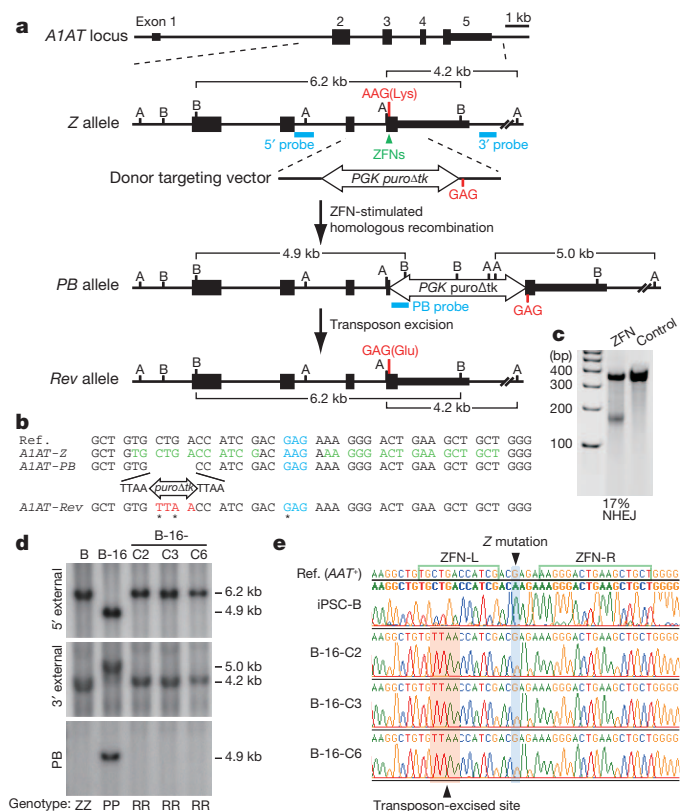 a
Exon 1 2 3 4 5 1 kb
A1AT locus
4.2 kb
6.2 kb
AAG(Lys)
A B B A A B A
Z allele
5′ probe
ZFNs
3′ probe
Donor targeting vector
PGK puroΔtk
GAG
ZFN-stimulated
homologous recombination
4.9 kb
5.0 kb
A B B A B B A A B A
PB allele
PGK puroΔtk
PB probe
GAG
Transposon excision
GAG(Glu)
A B B A A B A
Rev allele
6.2 kb
4.2 kb
b
Ref. GCT GTG CTG ACC ATC GAC GAG AAA GGG ACT GAA GCT GCT GGG
A1AT-Z GCT GTG CTG ACC ATC GAC AAG AAA GGG ACT GAA GCT GCT GGG
A1AT-PB GCT GTG CC ATC GAC GAG AAA GGG ACT GAA GCT GCT GGG
TTAA puroΔtk TTAA
A1AT-Rev GCT GTG TTA ACC ATC GAC GAG AAA GGG ACT GAA GCT GCT GGG
* * *
c
ZFN Control
(bp)
400
300
200
100
17%
NHEJ
d
B-16-
B B-16 C2 C3 C6
5′ external
6.2 kb
4.9 kb
3′ external
5.0 kb
4.2 kb
PB
4.9 kb
Genotype: ZZ PP RR RR RR
e
Z mutation
ZFN-L ZFN-R
Ref. (AAT⁺) AAGGCTGTGCTGACCATCGACGAGAAAGGGACTGAAGCTGCTGGGG
AAGGCTGTGCTGACCATCGACAAGAAAGGGACTGAAGCTGCTGGGG
iPSC-B
AAGGCTGTGTTAACCATCGACGAGAAAGGGACTGAAGCTGCTGGGG
B-16-C2
AAGGCTGTGTTAACCATCGACGAGAAAGGGACTGAAGCTGCTGGGG
B-16-C3
AAGGCTGTGTTAACCATCGACGAGAAAGGGACTGAAGCTGCTGGGG
B-16-C6
Transposon-excised site